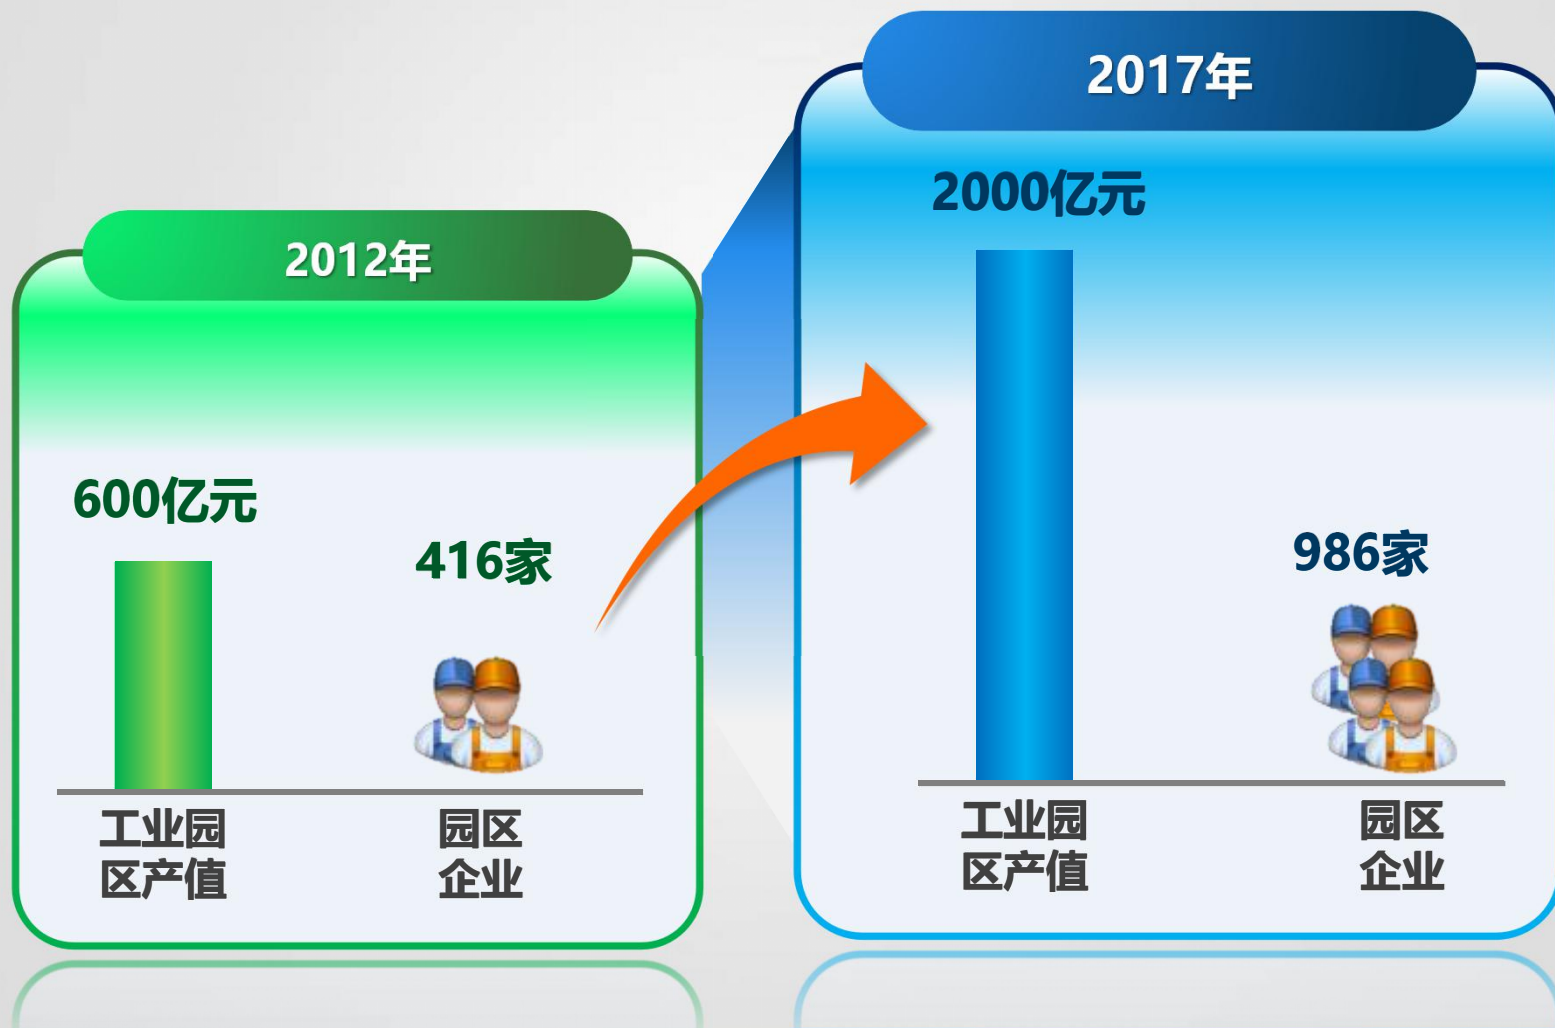 2012年
600亿元
416家
工业园
区产值
园区
企业
2017年
2000亿元
986家
工业园
区产值
园区
企业